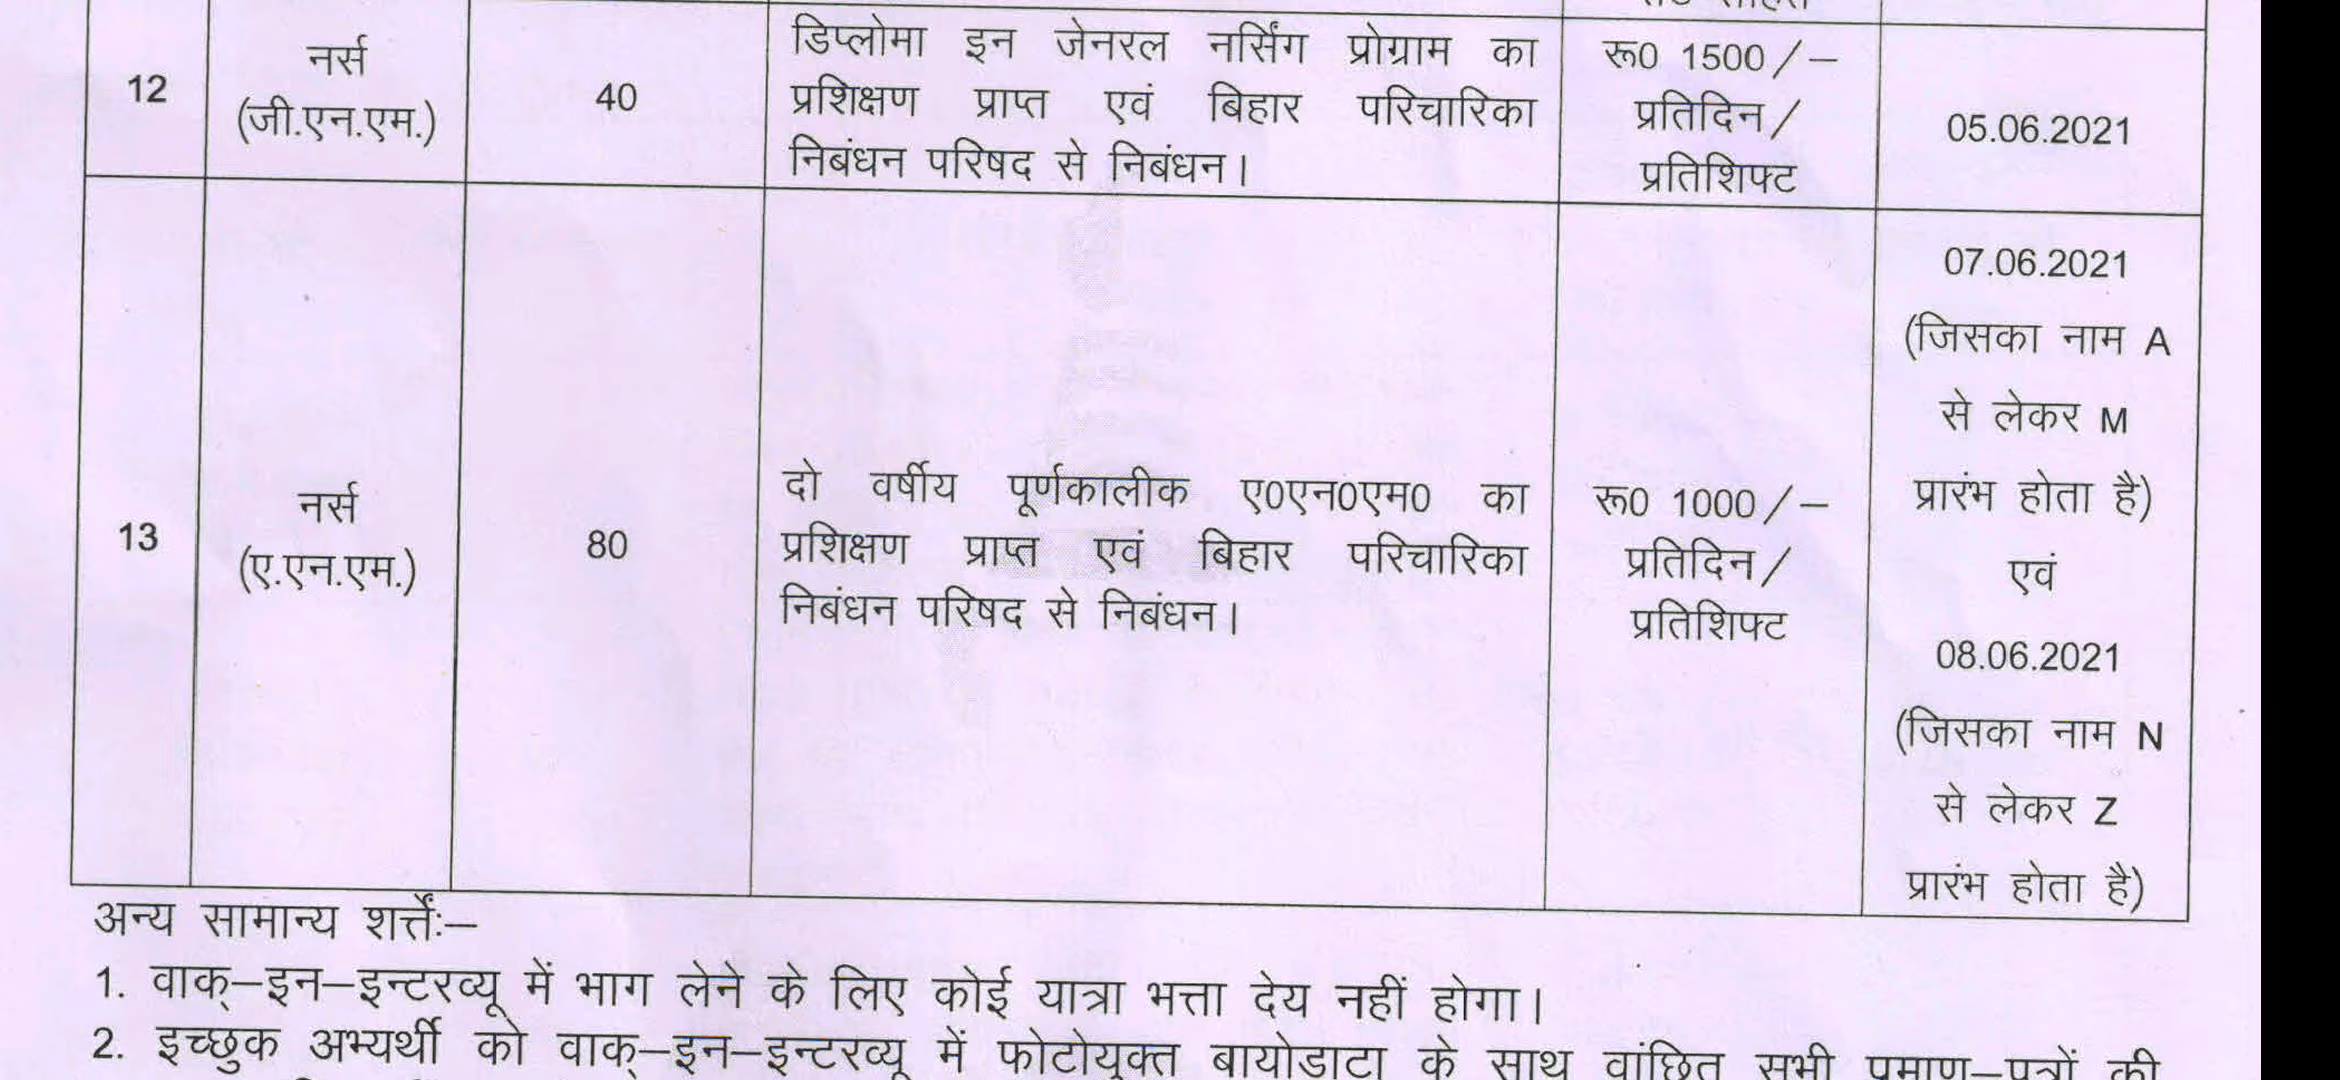 12
नर्स
(जी.एन.एम.)
40
डिप्लोमा इन जेनरल नर्सिंग प्रोग्राम का
प्रशिक्षण प्राप्त एवं बिहार परिचारिका
निबंधन परिषद से निबंधन।
रू0 1500/–
प्रतिदिन/
प्रतिशिफ्ट
05.06.2021
13
नर्स
(ए.एन.एम.)
80
दो वर्षीय पूर्णकालीक ए0एन0एम0 का
प्रशिक्षण प्राप्त एवं बिहार परिचारिका
निबंधन परिषद से निबंधन।
रू0 1000/–
प्रतिदिन/
प्रतिशिफ्ट
07.06.2021
(जिसका नाम A
से लेकर M
प्रारंभ होता है)
एवं
08.06.2021
(जिसका नाम N
से लेकर Z
प्रारंभ होता है)
अन्य सामान्य शर्त्तेः–
1. वाक्–इन–इन्टरव्यू में भाग लेने के लिए कोई यात्रा भत्ता देय नहीं होगा।
2. इच्छुक अभ्यर्थी को वाक्–इन–इन्टरव्यू में फोटोयुक्त बायोडाटा के साथ वांछित सभी प्रमाण–पत्रों की